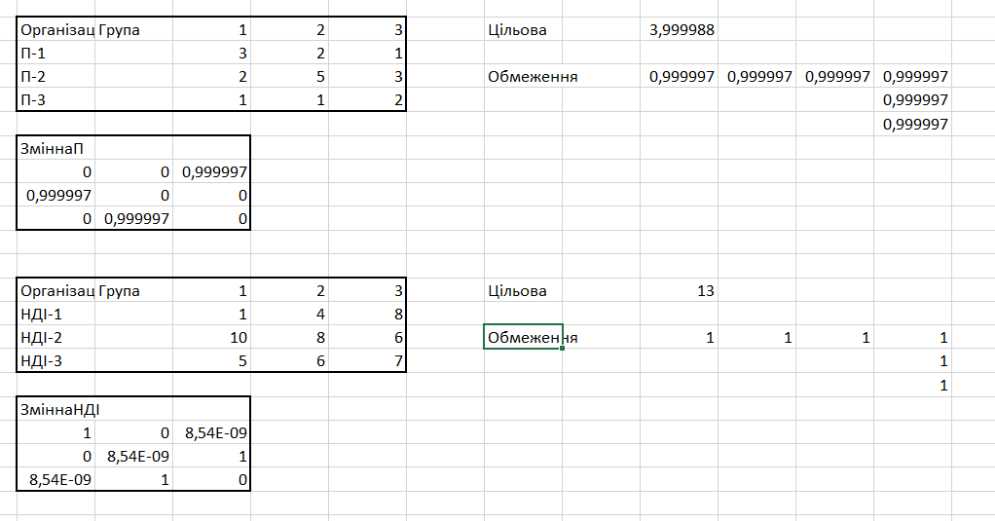 Організац Група 1 2 3 Цільова 3,999988
П-1 3 2 1
П-2 2 5 3 Обмеження 0,999997 0,999997 0,999997 0,999997
П-3 1 1 2 0,999997
0,999997
ЗміннаП
0 0 0,999997
0,999997 0 0
0 0,999997 0
Організац Група 1 2 3 Цільова 13
НДІ-1 1 4 8
НДІ-2 10 8 6 Обмеження 1 1 1 1
НДІ-3 5 6 7 1
1
ЗміннаНДІ
1 0 8,54E-09
0 8,54E-09 1
8,54E-09 1 0